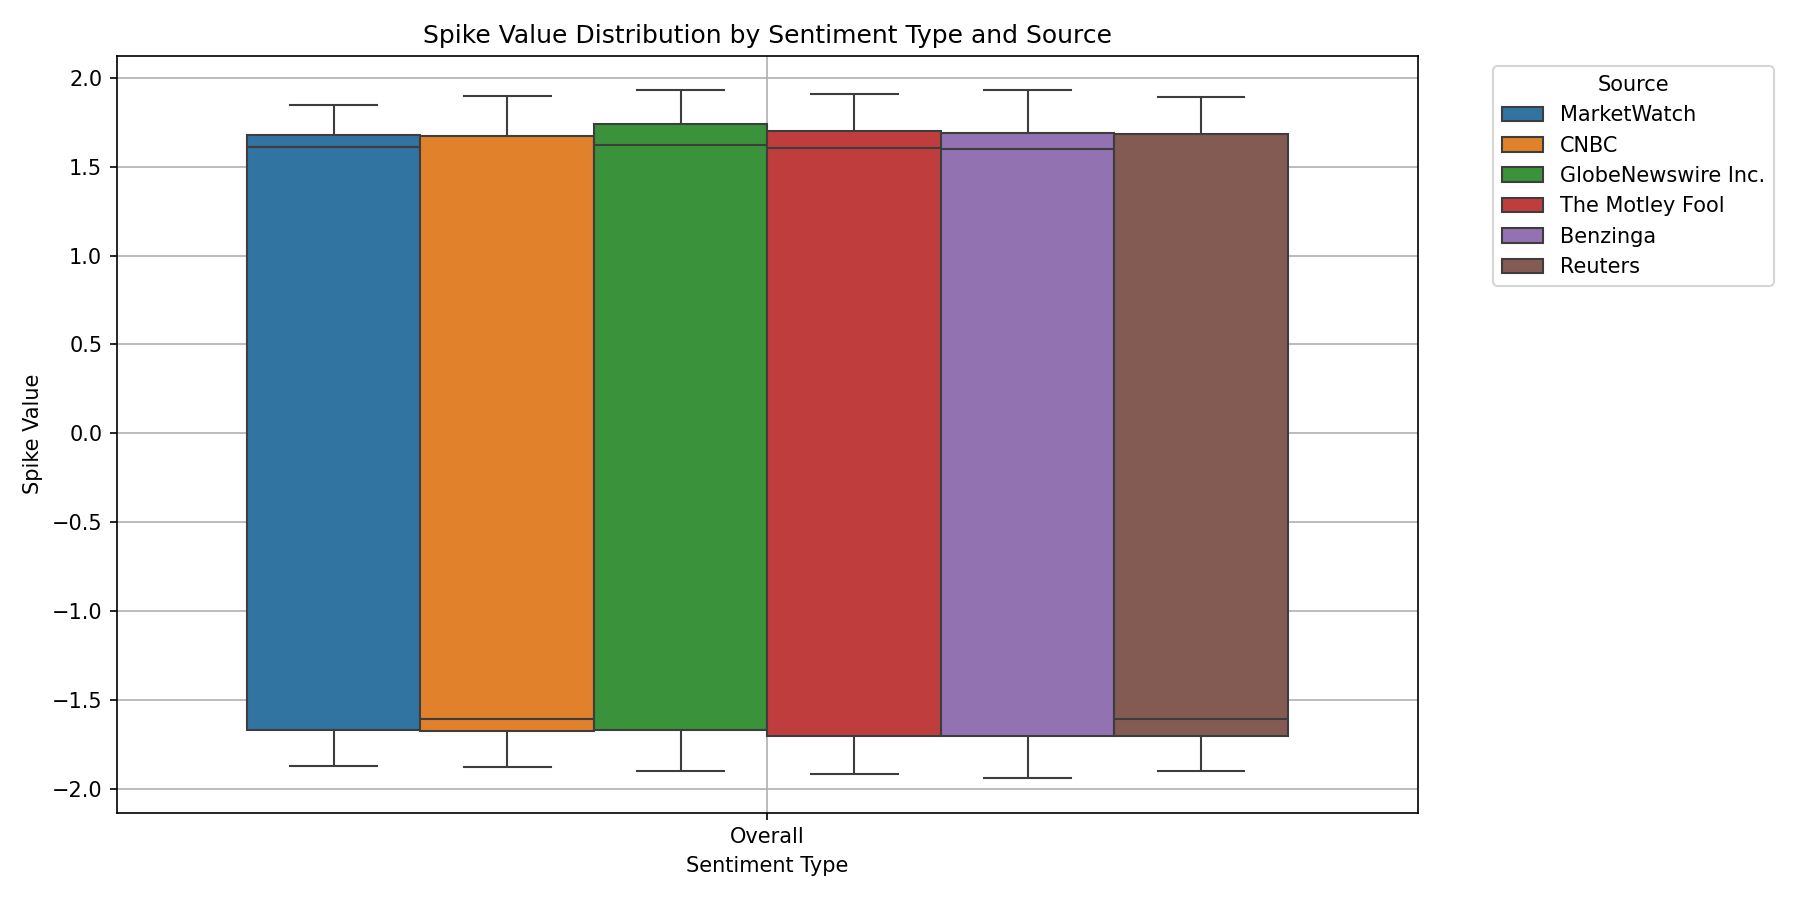 Spike Value Distribution by Sentiment Type and Source
2.0
1.5
1.0
0.5
0.0
−0.5
−1.0
−1.5
−2.0
Spike Value
Overall
Sentiment Type
Source
MarketWatch
CNBC
GlobeNewswire Inc.
The Motley Fool
Benzinga
Reuters